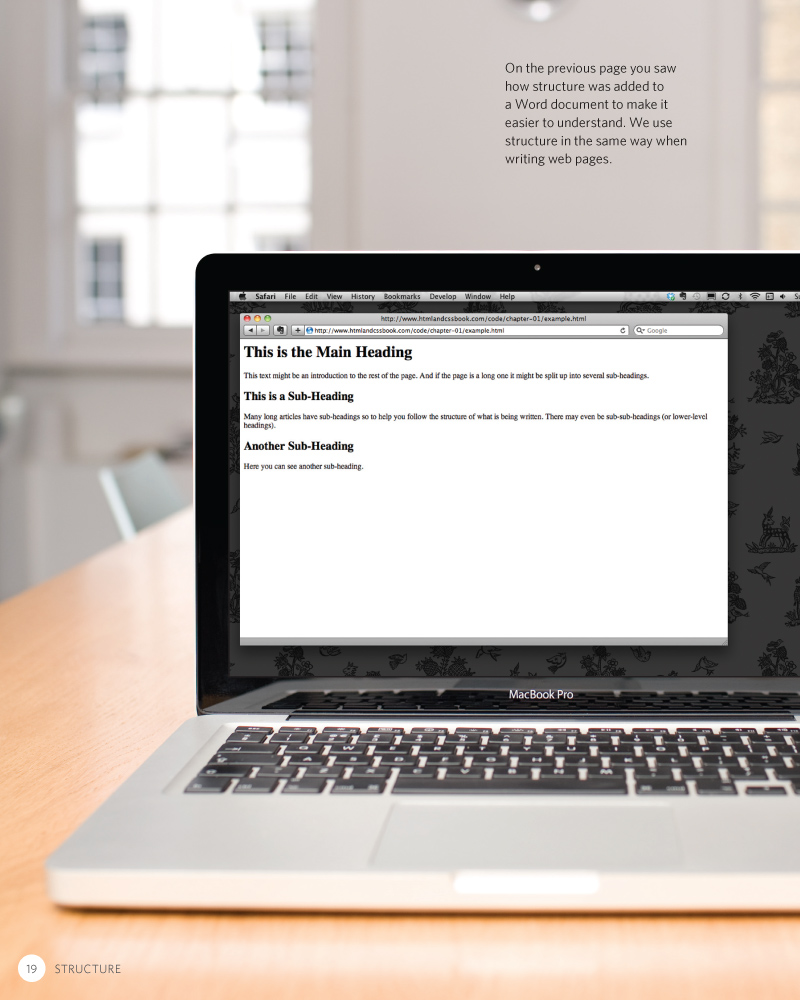 On the previous page you saw
how structure was added to
a Word document to make it
easier to understand. We use
structure in the same way when
writing web pages.
Safari File Edit View History Bookmarks Develop Window Help
http://www.htmlandcssbook.com/code/chapter-01/example.html
http://www.htmlandcssbook.com/code/chapter-01/example.html
Google
This is the Main Heading
This text might be an introduction to the rest of the page. And if the page is a long one it might be split up into several sub-headings.
This is a Sub-Heading
Many long articles have sub-headings so to help you follow the structure of what is being written. There may even be sub-sub-headings (or lower-level
headings).
Another Sub-Heading
Here you can see another sub-heading.
MacBook Pro
19 STRUCTURE